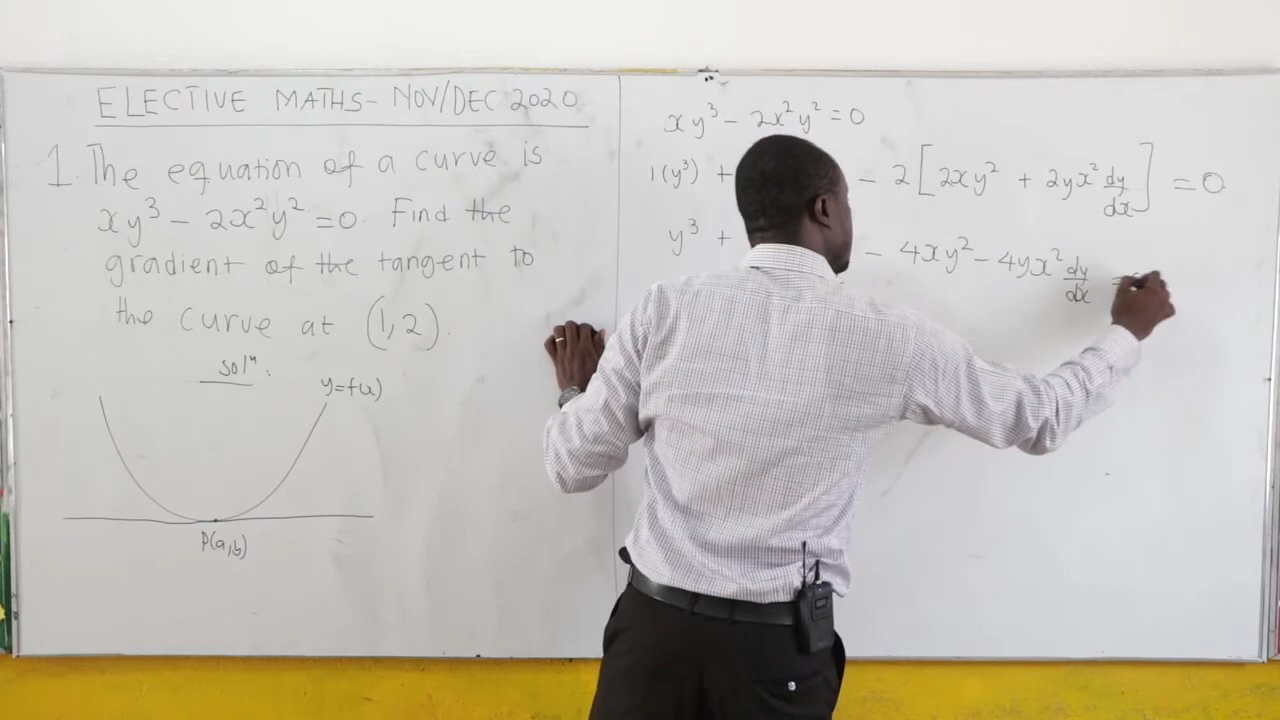 ELECTIVE MATHS- NOV/DEC 2020
1. The equation of a curve is
xy³ - 2x²y² = 0. Find the
gradient of the tangent to
the curve at (1,2).
solⁿ:
y=f(x)
P(a,b)
xy³ - 2x²y² = 0
1(y³) + - 2[2xy² + 2yx² dy/dx] = 0
y³ + - 4xy² - 4yx² dy/dx =